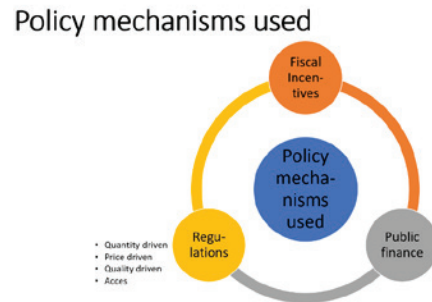 Policy mechanisms used
Fiscal
Incen-
tives
Policy
mecha-
nisms
used
Regu-
lations
Public
finance
• Quantity driven
• Price driven
• Quality driven
• Acces